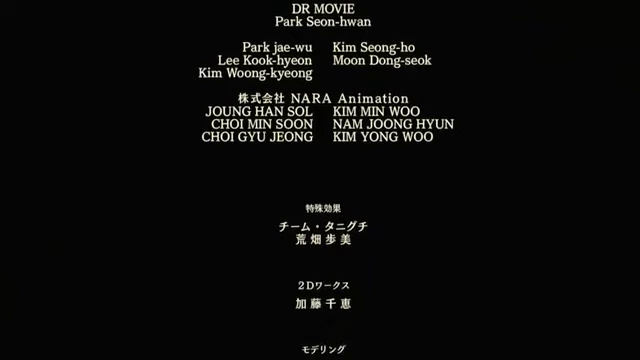 DR MOVIE
Park Seon-hwan
Park jae-wu Kim Seong-ho
Lee Kook-hyeon Moon Dong-seok
Kim Woong-kyeong
株式会社 NARA Animation
JOUNG HAN SOL KIM MIN WOO
CHOI MIN SOON NAM JOONG HYUN
CHOI GYU JEONG KIM YONG WOO
特殊効果
チーム・タニグチ
荒畑歩美
2Dワークス
加藤千恵
モデリング